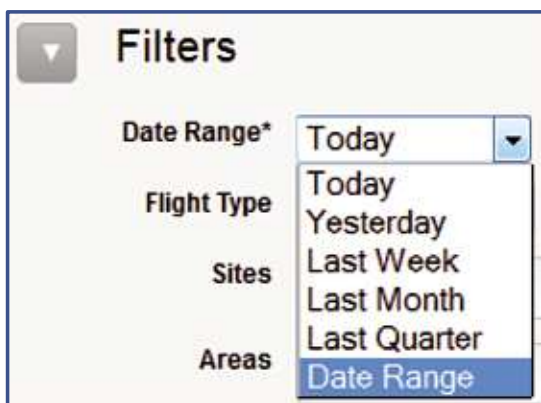 Filters
Date Range* Today
Today
Flight Type
Yesterday
Last Week
Sites
Last Month
Last Quarter
Areas
Date Range